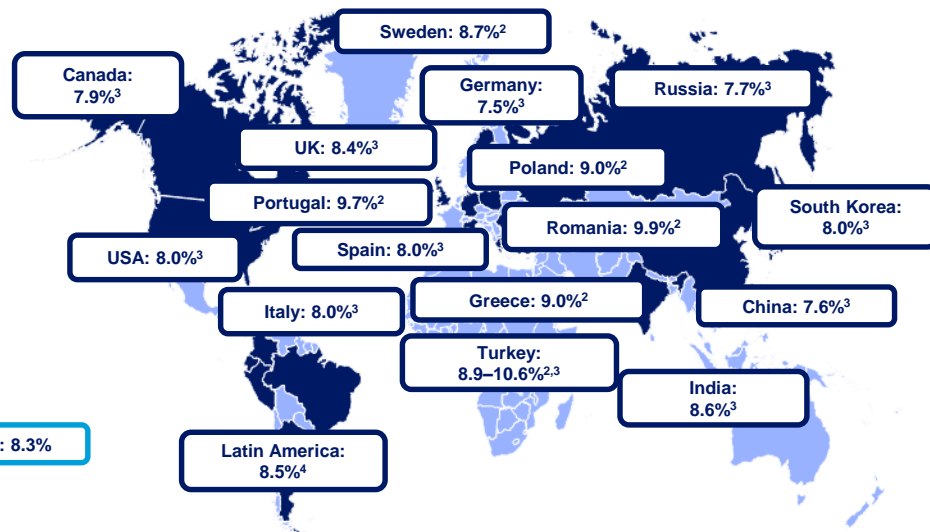 Sweden: 8.7%²
Canada:
7.9%³
Germany:
7.5%³
Russia: 7.7%³
UK: 8.4%³
Poland: 9.0%²
Portugal: 9.7%²
South Korea:
8.0%³
Romania: 9.9%²
Spain: 8.0%³
USA: 8.0%³
Greece: 9.0%²
China: 7.6%³
Italy: 8.0%³
Turkey:
8.9–10.6%²,³
India:
8.6%³
: 8.3%
Latin America:
8.5%⁴